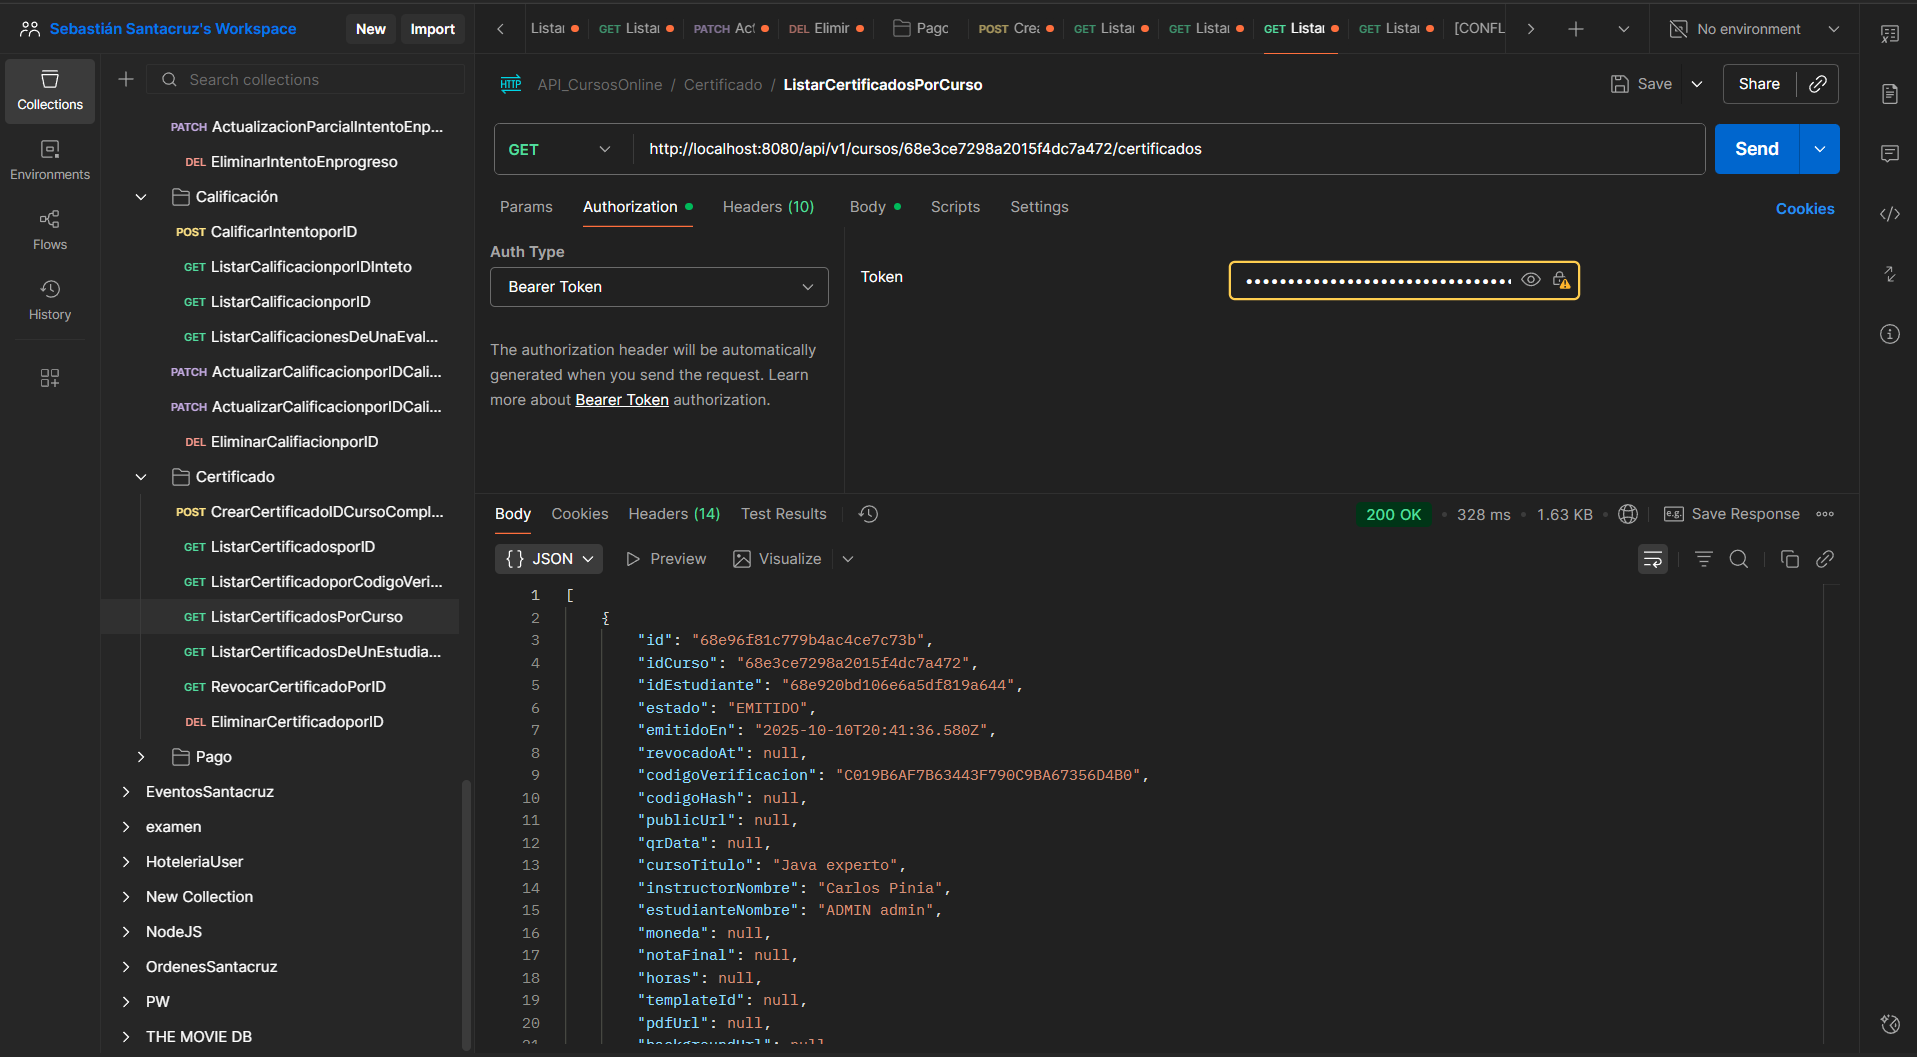 Sebastián Santacruz's Workspace
New
Import
Listar
GET Listar
PATCH Act
DEL Elimir
Pago
POST Cre
GET Listar
GET Listar
GET Listar
GET Listar
[CONFL
No environment
Collections
Environments
Flows
History
Search collections
PATCH ActualizacionParcialIntentoEnp...
DEL EliminarIntentoEnprogreso
Calificación
POST CalificarIntentoporID
GET ListarCalificacionporIDInteto
GET ListarCalificacionporID
GET ListarCalificacionesDeUnaEval...
PATCH ActualizarCalificacionporIDCali...
PATCH ActualizarCalificacionporIDCali...
DEL EliminarCalifiacionporID
Certificado
POST CrearCertificadoIDCursoCompl...
GET ListarCertificadosporID
GET ListarCertificadoporCodigoVeri...
GET ListarCertificadosPorCurso
GET ListarCertificadosDeUnEstudia...
GET RevocarCertificadoPorID
DEL EliminarCertificadoporID
Pago
EventosSantacruz
examen
HoteleriaUser
New Collection
NodeJS
OrdenesSantacruz
PW
THE MOVIE DB
HTTP API_CursosOnline / Certificado / ListarCertificadosPorCurso
Save
Share
GET
http://localhost:8080/api/v1/cursos/68e3ce7298a2015f4dc7a472/certificados
Send
Params
Authorization
Headers (10)
Body
Scripts
Settings
Cookies
Auth Type
Bearer Token
The authorization header will be automatically
generated when you send the request. Learn
more about Bearer Token authorization.
Token
Body
Cookies
Headers (14)
Test Results
200 OK • 328 ms • 1.63 KB
e.g. Save Response
{} JSON
Preview
Visualize
1 [
2 {
3 "id": "68e96f81c779b4ac4ce7c73b",
4 "idCurso": "68e3ce7298a2015f4dc7a472",
5 "idEstudiante": "68e920bd106e6a5df819a644",
6 "estado": "EMITIDO",
7 "emitidoEn": "2025-10-10T20:41:36.580Z",
8 "revocadoAt": null,
9 "codigoVerificacion": "C019B6AF7B63443F790C9BA67356D4B0",
10 "codigoHash": null,
11 "publicUrl": null,
12 "qrData": null,
13 "cursoTitulo": "Java experto",
14 "instructorNombre": "Carlos Pinia",
15 "estudianteNombre": "ADMIN admin",
16 "moneda": null,
17 "notaFinal": null,
18 "horas": null,
19 "templateId": null,
20 "pdfUrl": null,
21 "backgroundUrl": null